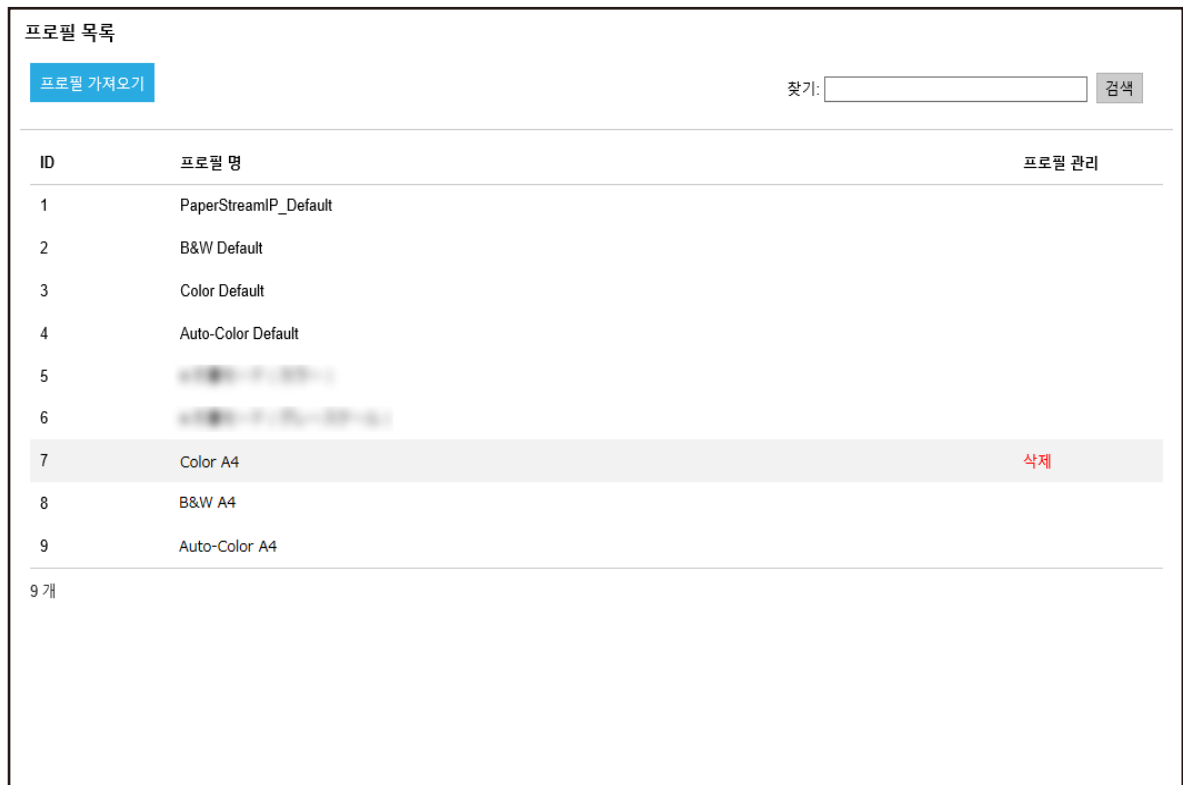 프로필 목록
프로필 가져오기
찾기: 검색
ID 프로필 명 프로필 관리
1 PaperStreamIP_Default
2 B&W Default
3 Color Default
4 Auto-Color Default
5
6
7 Color A4 삭제
8 B&W A4
9 Auto-Color A4
9 개